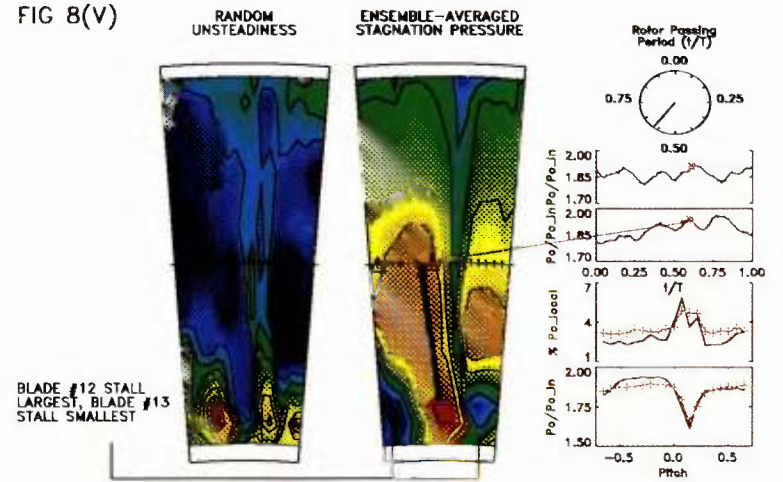 FIG 8(V)
RANDOM
UNSTEADINESS
ENSEMBLE-AVERAGED
STAGNATION PRESSURE
Rotor Passing
Period (t/T)
0.00
0.75
0.25
0.50
2.00
1.85
1.70
Po/Po_in
2.00
1.85
1.70
Po/Po_in
0.00
0.25
0.50
0.75
1.00
t/T
7
4
1
% Po_local
2.00
1.75
1.50
Po/Po_in
-0.5
0.0
0.5
Pitch
BLADE #12 STALL
LARGEST, BLADE #13
STALL SMALLEST